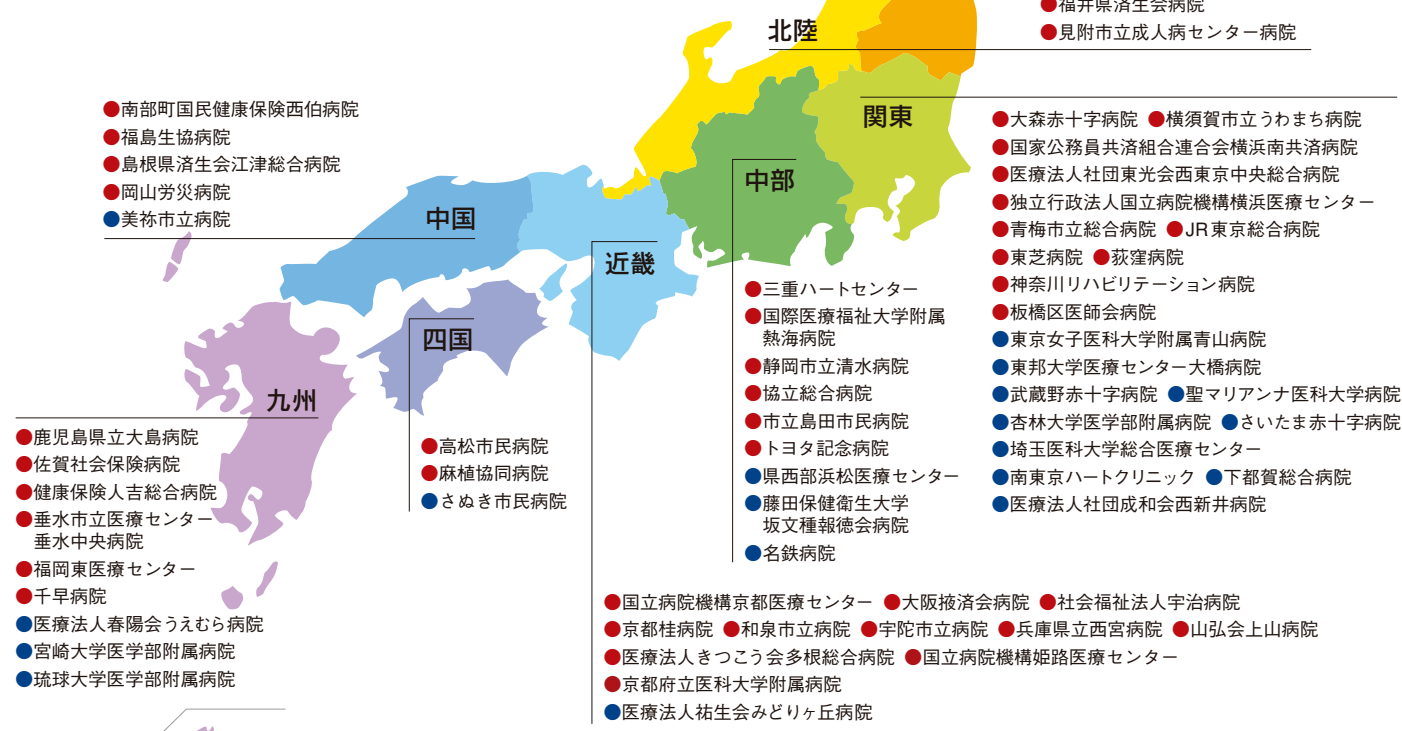 ●福井県済生会病院
●見附市立成人病センター病院
北陸
●南部町国民健康保険西伯病院
●福島生協病院
●島根県済生会江津総合病院
●岡山労災病院
●美祢市立病院
中国
関東
●大森赤十字病院 ●横須賀市立うわまち病院
●国家公務員共済組合連合会横浜南共済病院
●医療法人社団東光会西東京中央総合病院
●独立行政法人国立病院機構横浜医療センター
●青梅市立総合病院 ●JR東京総合病院
●東芝病院 ●荻窪病院
●神奈川リハビリテーション病院
●板橋区医師会病院
●東京女子医科大学附属青山病院
●東邦大学医療センター大橋病院
●武蔵野赤十字病院 ●聖マリアンナ医科大学病院
●杏林大学医学部附属病院 ●さいたま赤十字病院
●埼玉医科大学総合医療センター
●南東京ハートクリニック ●下都賀総合病院
●医療法人社団成和会西新井病院
中部
●三重ハートセンター
●国際医療福祉大学附属
熱海病院
●静岡市立清水病院
●協立総合病院
●市立島田市民病院
●トヨタ記念病院
●県西部浜松医療センター
●藤田保健衛生大学
坂文種報徳会病院
●名鉄病院
近畿
●国立病院機構京都医療センター ●大阪掖済会病院 ●社会福祉法人宇治病院
●京都桂病院 ●和泉市立病院 ●宇陀市立病院 ●兵庫県立西宮病院 ●山弘会上山病院
●医療法人きつこう会多根総合病院 ●国立病院機構姫路医療センター
●京都府立医科大学附属病院
●医療法人祐生会みどりヶ丘病院
四国
●高松市民病院
●麻植協同病院
●さぬき市民病院
九州
●鹿児島県立大島病院
●佐賀社会保険病院
●健康保険人吉総合病院
●垂水市立医療センター
垂水中央病院
●福岡東医療センター
●千早病院
●医療法人春陽会うえむら病院
●宮崎大学医学部附属病院
●琉球大学医学部附属病院